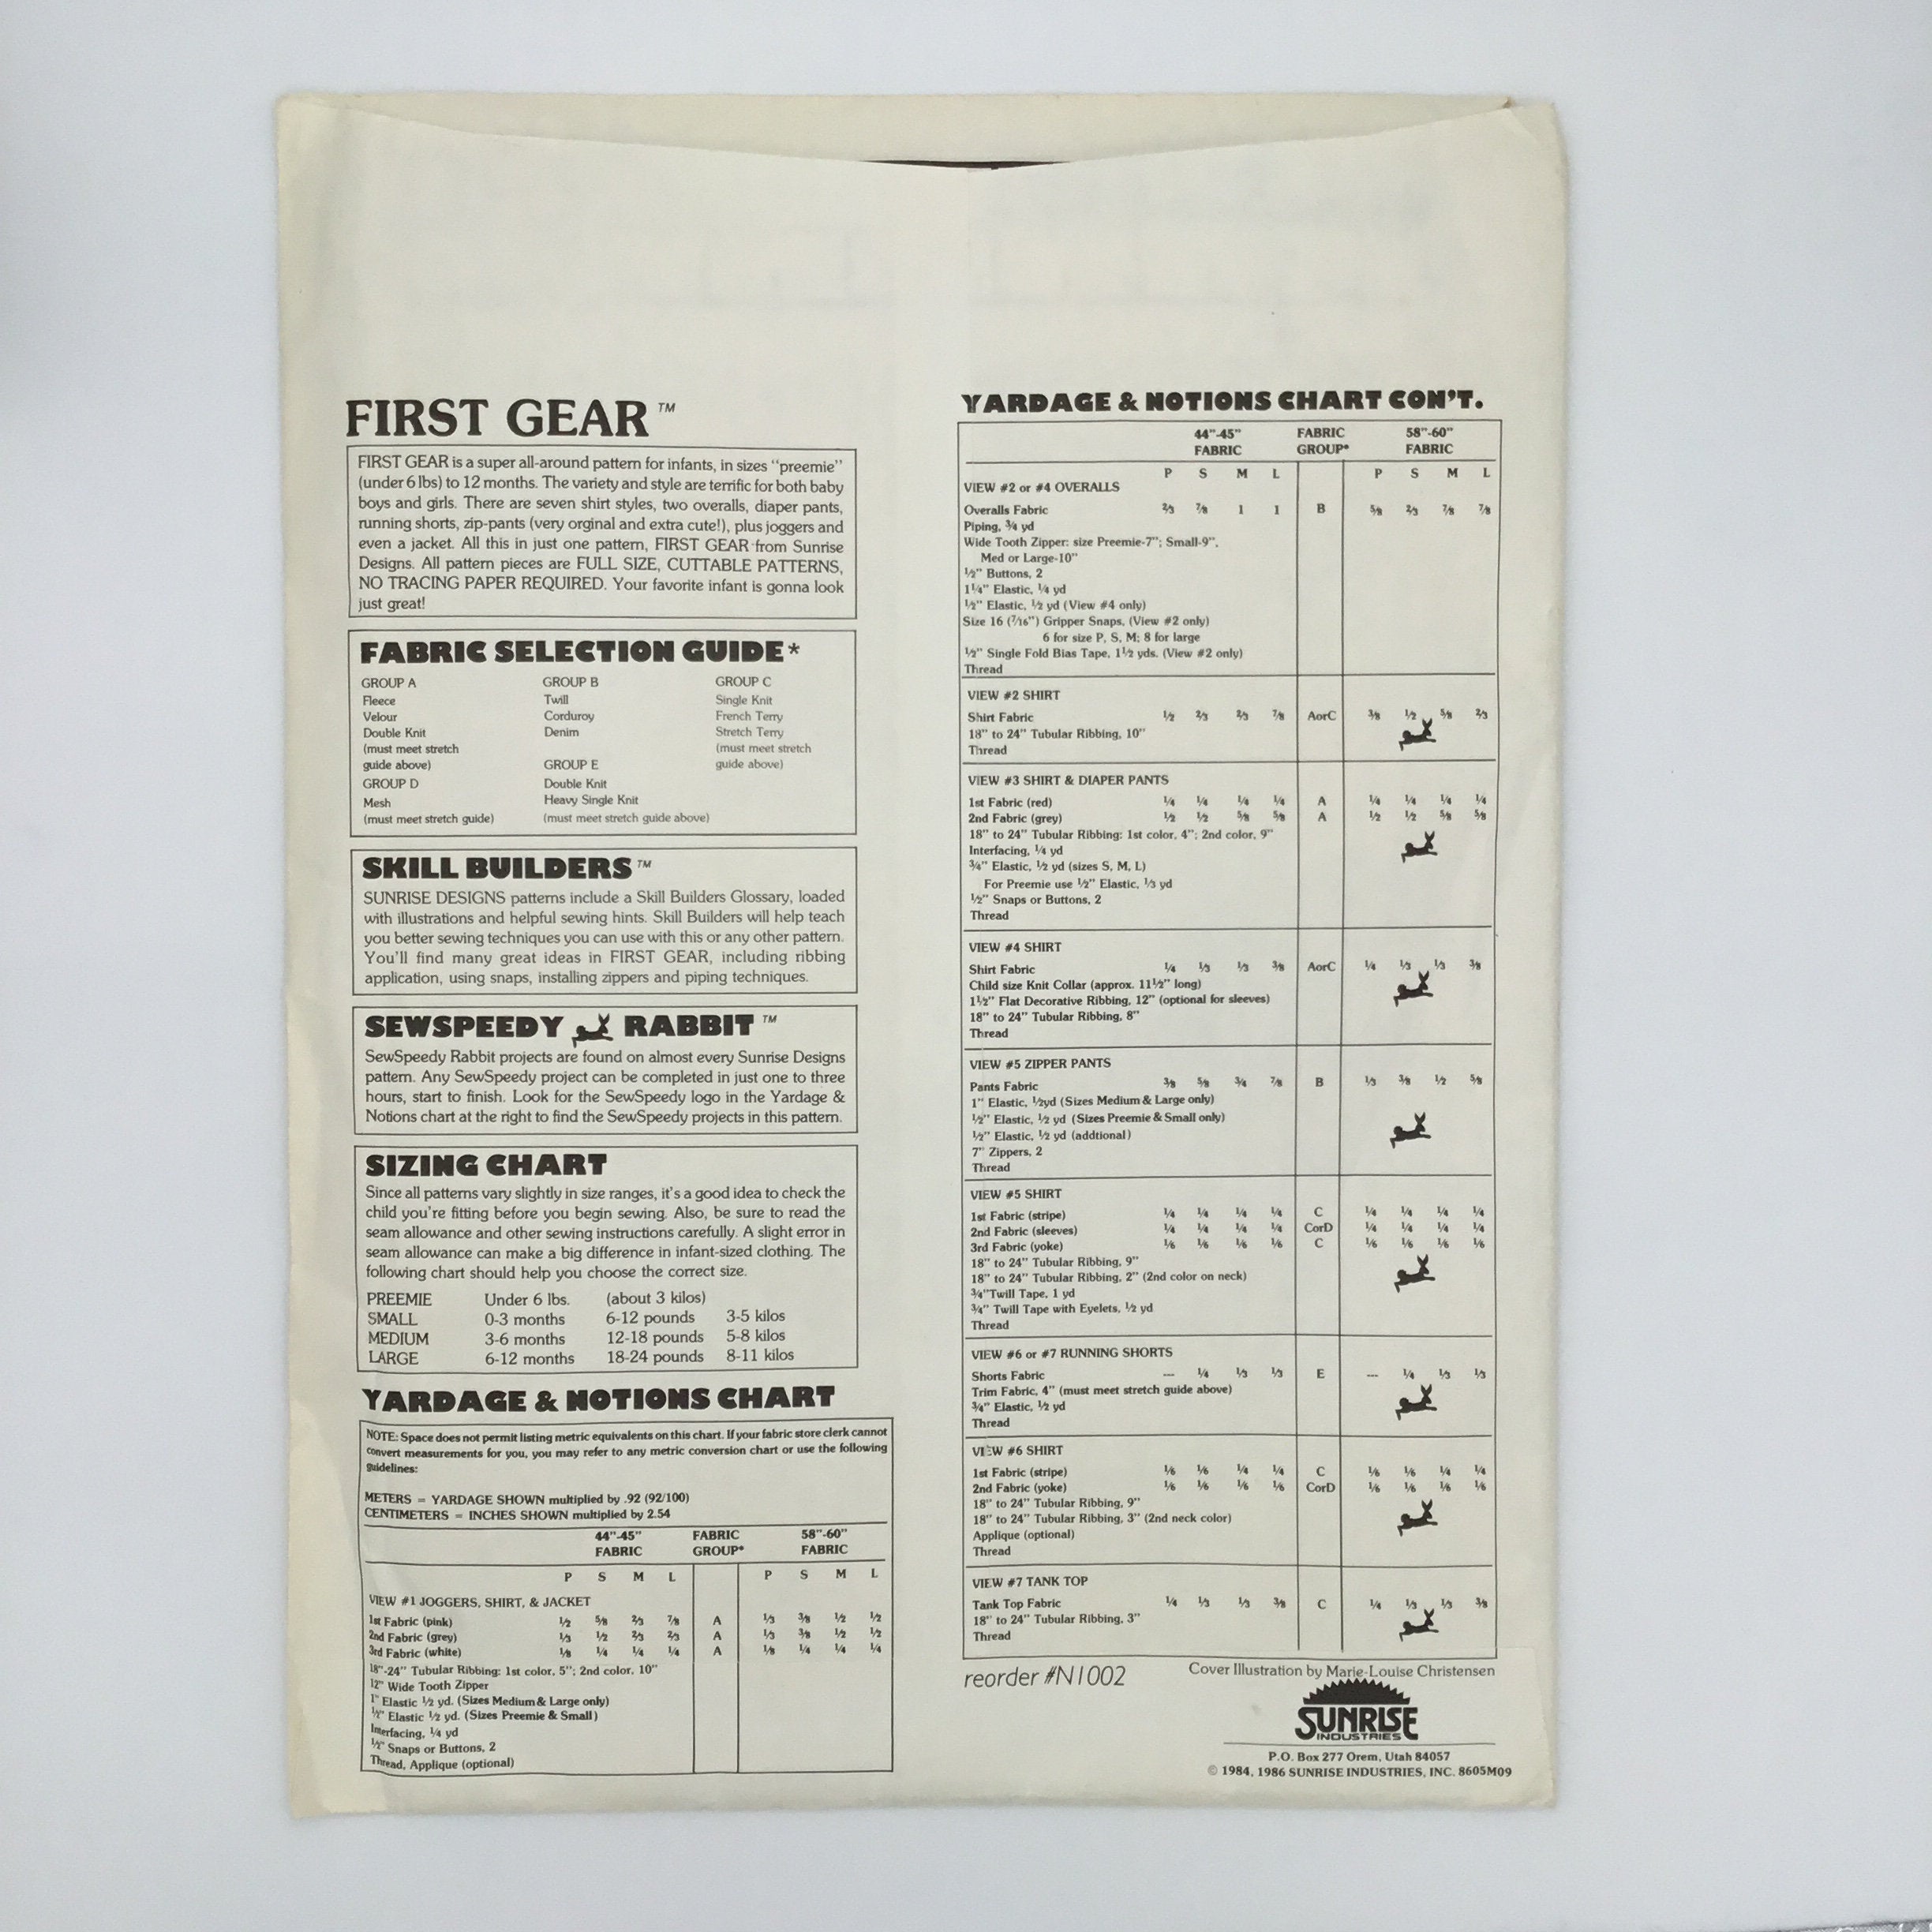 FIRST GEAR™
FIRST GEAR is a super all-around pattern for infants, in sizes "preemie"
(under 6 lbs) to 12 months. The variety and style are terrific for both baby
boys and girls. There are seven shirt styles, two overalls, diaper pants,
running shorts, zip-pants (very orginal and extra cute!), plus joggers and
even a jacket. All this in just one pattern, FIRST GEAR from Sunrise
Designs. All pattern pieces are FULL SIZE, CUTTABLE PATTERNS,
NO TRACING PAPER REQUIRED. Your favorite infant is gonna look
just great!
FABRIC SELECTION GUIDE*
GROUP A GROUP B GROUP C
Fleece Twill Single Knit
Velour Corduroy French Terry
Double Knit Denim Stretch Terry
(must meet stretch (must meet stretch
guide above) GROUP E guide above)
GROUP D Double Knit
Mesh Heavy Single Knit
(must meet stretch guide) (must meet stretch guide above)
SKILL BUILDERS™
SUNRISE DESIGNS patterns include a Skill Builders Glossary, loaded
with illustrations and helpful sewing hints. Skill Builders will help teach
you better sewing techniques you can use with this or any other pattern.
You'll find many great ideas in FIRST GEAR, including ribbing
application, using snaps, installing zippers and piping techniques.
SEWSPEEDY RABBIT™
SewSpeedy Rabbit projects are found on almost every Sunrise Designs
pattern. Any SewSpeedy project can be completed in just one to three
hours, start to finish. Look for the SewSpeedy logo in the Yardage &
Notions chart at the right to find the SewSpeedy projects in this pattern.
SIZING CHART
Since all patterns vary slightly in size ranges, it's a good idea to check the
child you're fitting before you begin sewing. Also, be sure to read the
seam allowance and other sewing instructions carefully. A slight error in
seam allowance can make a big difference in infant-sized clothing. The
following chart should help you choose the correct size.
PREEMIE Under 6 lbs. (about 3 kilos)
SMALL 0-3 months 6-12 pounds 3-5 kilos
MEDIUM 3-6 months 12-18 pounds 5-8 kilos
LARGE 6-12 months 18-24 pounds 8-11 kilos
YARDAGE & NOTIONS CHART
NOTE: Space does not permit listing metric equivalents on this chart. If your fabric store clerk cannot
convert measurements for you, you may refer to any metric conversion chart or use the following
guidelines:
METERS = YARDAGE SHOWN multiplied by .92 (92/100)
CENTIMETERS = INCHES SHOWN multiplied by 2.54
44"-45" FABRIC 58"-60"
FABRIC GROUP* FABRIC
P S M L P S M L
VIEW #1 JOGGERS, SHIRT, & JACKET
1st Fabric (pink) ½ ⅝ ⅔ ⅞ A ⅓ ⅜ ½ ½
2nd Fabric (grey) ⅓ ½ ⅔ ⅔ A ⅓ ⅜ ½ ½
3rd Fabric (white) ⅛ ¼ ¼ ¼ A ⅛ ¼ ¼ ¼
18"-24" Tubular Ribbing: 1st color, 5"; 2nd color, 10"
12" Wide Tooth Zipper
1" Elastic ½ yd. (Sizes Medium & Large only)
½" Elastic ½ yd. (Sizes Preemie & Small)
Interfacing, ¼ yd
½" Snaps or Buttons, 2
Thread, Applique (optional)
YARDAGE & NOTIONS CHART CON'T.
44"-45" FABRIC 58"-60"
FABRIC GROUP* FABRIC
P S M L P S M L
VIEW #2 or #4 OVERALLS
Overalls Fabric ⅔ ⅞ 1 1 B ⅝ ⅔ ⅞ ⅞
Piping, ¾ yd
Wide Tooth Zipper: size Preemie-7"; Small-9",
Med or Large-10"
½" Buttons, 2
1¼" Elastic, ¼ yd
½" Elastic, ½ yd (View #4 only)
Size 16 (7/16") Gripper Snaps, (View #2 only)
6 for size P, S, M; 8 for large
½" Single Fold Bias Tape, 1½ yds. (View #2 only)
Thread
VIEW #2 SHIRT
Shirt Fabric ½ ⅔ ⅔ ⅞ AorC ⅜ ½ ⅝ ⅔
18" to 24" Tubular Ribbing, 10"
Thread
VIEW #3 SHIRT & DIAPER PANTS
1st Fabric (red) ¼ ¼ ¼ ¼ A ¼ ¼ ¼ ¼
2nd Fabric (grey) ½ ½ ⅝ ⅝ A ½ ½ ⅝ ⅝
18" to 24" Tubular Ribbing: 1st color, 4"; 2nd color, 9"
Interfacing, ¼ yd
¾" Elastic, ½ yd (sizes S, M, L)
For Preemie use ½" Elastic, ⅓ yd
½" Snaps or Buttons, 2
Thread
VIEW #4 SHIRT
Shirt Fabric ¼ ⅓ ⅓ ⅜ AorC ¼ ⅓ ⅓ ⅜
Child size Knit Collar (approx. 11½" long)
1½" Flat Decorative Ribbing, 12" (optional for sleeves)
18" to 24" Tubular Ribbing, 8"
Thread
VIEW #5 ZIPPER PANTS
Pants Fabric ⅜ ⅝ ¾ ⅞ B ⅓ ⅜ ½ ⅝
1" Elastic, ½yd (Sizes Medium & Large only)
½" Elastic, ½ yd (Sizes Preemie & Small only)
½" Elastic, ½ yd (addtional)
7" Zippers, 2
Thread
VIEW #5 SHIRT
1st Fabric (stripe) ¼ ¼ ¼ ¼ C ¼ ¼ ¼ ¼
2nd Fabric (sleeves) ¼ ¼ ¼ ¼ CorD ¼ ¼ ¼ ¼
3rd Fabric (yoke) ⅙ ⅙ ⅙ ⅙ C ⅙ ⅙ ⅙ ⅙
18" to 24" Tubular Ribbing, 9"
18" to 24" Tubular Ribbing, 2" (2nd color on neck)
¾"Twill Tape, 1 yd
¾" Twill Tape with Eyelets, ½ yd
Thread
VIEW #6 or #7 RUNNING SHORTS
Shorts Fabric --- ¼ ⅓ ⅓ E --- ¼ ⅓ ⅓
Trim Fabric, 4" (must meet stretch guide above)
¾" Elastic, ½ yd
Thread
VIEW #6 SHIRT
1st Fabric (stripe) ⅙ ⅙ ¼ ¼ C ⅙ ⅙ ¼ ¼
2nd Fabric (yoke) ⅙ ⅙ ⅙ ⅙ CorD ⅙ ⅙ ⅙ ⅙
18" to 24" Tubular Ribbing, 9"
18" to 24" Tubular Ribbing, 3" (2nd neck color)
Applique (optional)
Thread
VIEW #7 TANK TOP
Tank Top Fabric ¼ ⅓ ⅓ ⅜ C ¼ ⅓ ⅓ ⅜
18" to 24" Tubular Ribbing, 3"
Thread
reorder #N1002 Cover Illustration by Marie-Louise Christensen
SUNRISE
INDUSTRIES
P.O. Box 277 Orem, Utah 84057
© 1984, 1986 SUNRISE INDUSTRIES, INC. 8605M09